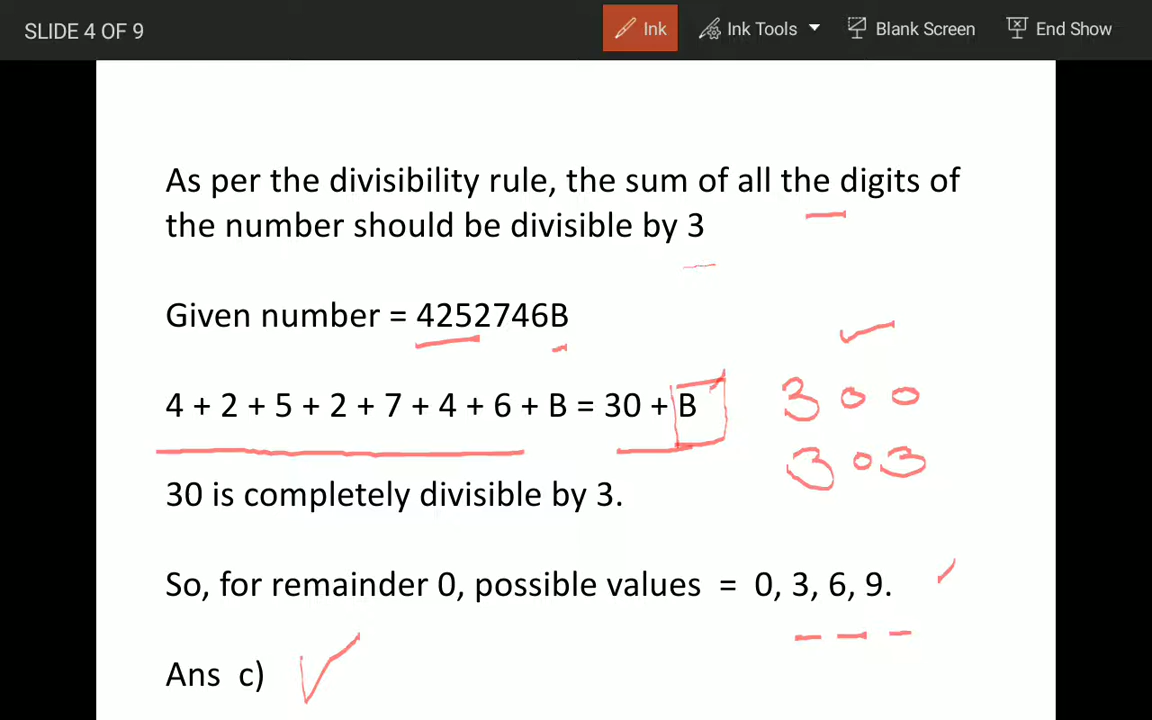 SLIDE 4 OF 9 Ink Ink Tools Blank Screen End Show
As per the divisibility rule, the sum of all the digits of
the number should be divisible by 3
Given number = 4252746B
4 + 2 + 5 + 2 + 7 + 4 + 6 + B = 30 + B 300
303
30 is completely divisible by 3.
So, for remainder 0, possible values = 0, 3, 6, 9.
Ans c)